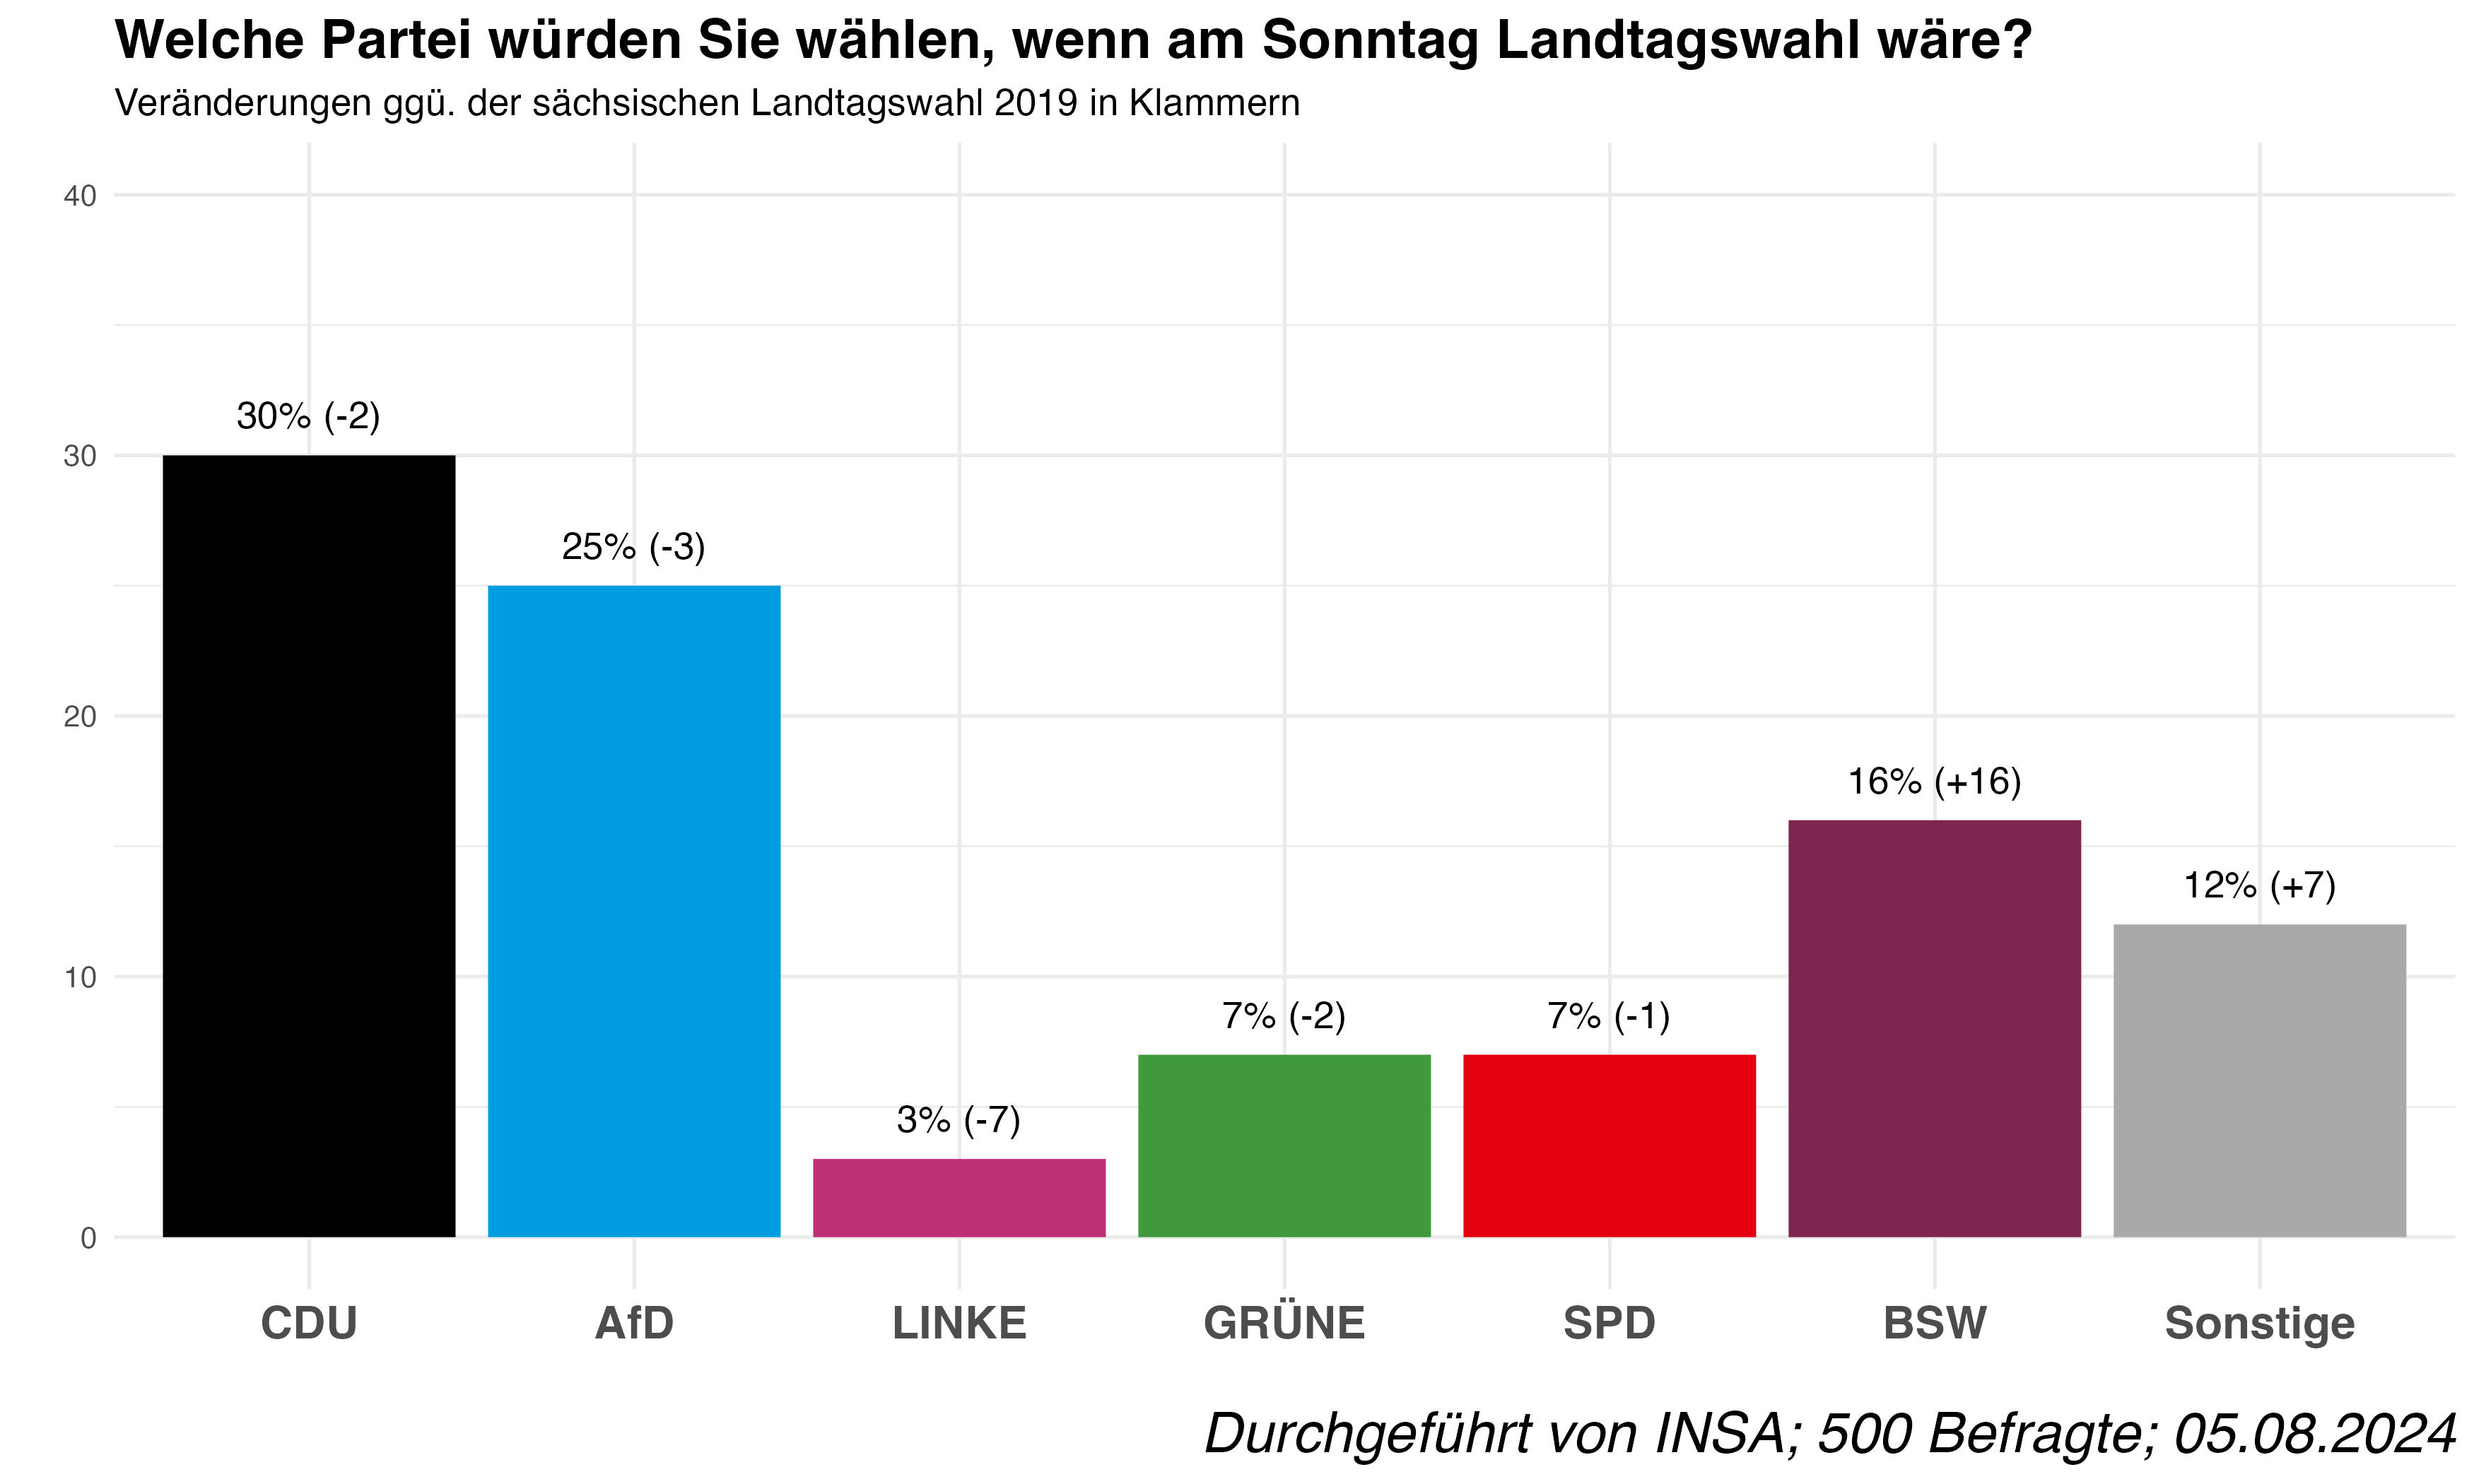 Welche Partei würden Sie wählen, wenn am Sonntag Landtagswahl wäre?
Veränderungen ggü. der sächsischen Landtagswahl 2019 in Klammern
40
30
20
10
0
30% (-2)
25% (-3)
3% (-7)
7% (-2)
7% (-1)
16% (+16)
12% (+7)
CDU
AfD
LINKE
GRÜNE
SPD
BSW
Sonstige
Durchgeführt von INSA; 500 Befragte; 05.08.2024